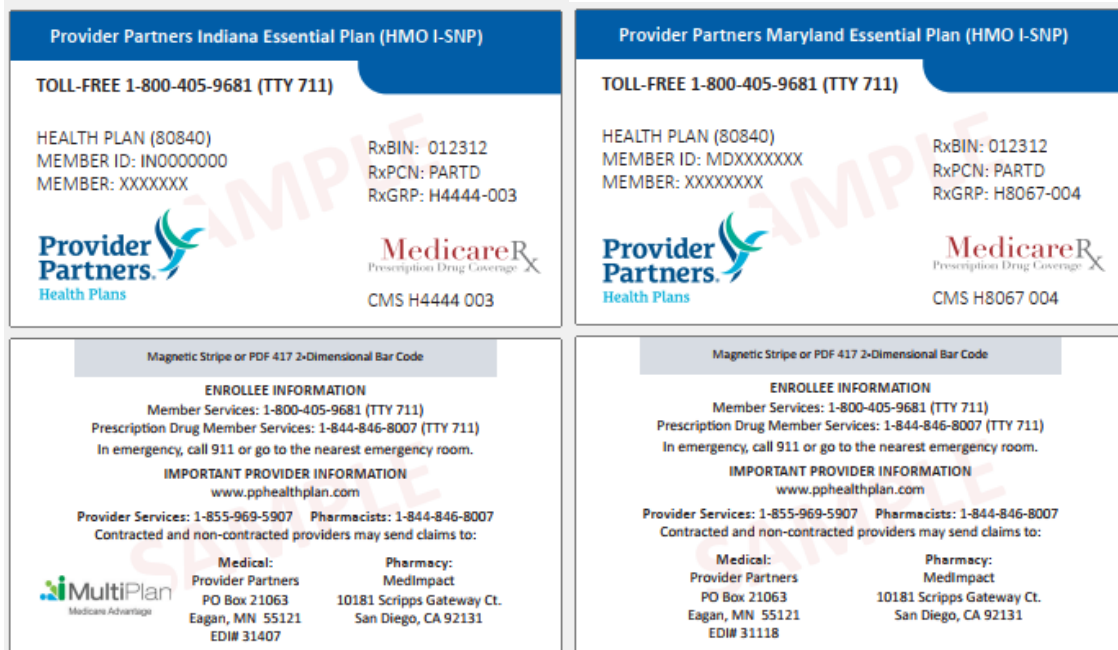 Provider Partners Indiana Essential Plan (HMO I-SNP)
TOLL-FREE 1-800-405-9681 (TTY 711)
HEALTH PLAN (80840)
MEMBER ID: IN0000000
MEMBER: XXXXXXX
RxBIN: 012312
RxPCN: PARTD
RxGRP: H4444-003
SAMPLE
Provider
Partners.
Health Plans
MedicareRx
Prescription Drug Coverage
CMS H4444 003
Provider Partners Maryland Essential Plan (HMO I-SNP)
TOLL-FREE 1-800-405-9681 (TTY 711)
HEALTH PLAN (80840)
MEMBER ID: MDXXXXXXX
MEMBER: XXXXXXXX
RxBIN: 012312
RxPCN: PARTD
RxGRP: H8067-004
SAMPLE
Provider
Partners.
Health Plans
MedicareRx
Prescription Drug Coverage
CMS H8067 004
Magnetic Stripe or PDF 417 2-Dimensional Bar Code
ENROLLEE INFORMATION
Member Services: 1-800-405-9681 (TTY 711)
Prescription Drug Member Services: 1-844-846-8007 (TTY 711)
In emergency, call 911 or go to the nearest emergency room.
IMPORTANT PROVIDER INFORMATION
www.pphealthplan.com
Provider Services: 1-855-969-5907 Pharmacists: 1-844-846-8007
Contracted and non-contracted providers may send claims to:
SAMPLE
MultiPlan
Medicare Advantage
Medical:
Provider Partners
PO Box 21063
Eagan, MN 55121
EDI# 31407
Pharmacy:
MedImpact
10181 Scripps Gateway Ct.
San Diego, CA 92131
Magnetic Stripe or PDF 417 2-Dimensional Bar Code
ENROLLEE INFORMATION
Member Services: 1-800-405-9681 (TTY 711)
Prescription Drug Member Services: 1-844-846-8007 (TTY 711)
In emergency, call 911 or go to the nearest emergency room.
IMPORTANT PROVIDER INFORMATION
www.pphealthplan.com
Provider Services: 1-855-969-5907 Pharmacists: 1-844-846-8007
Contracted and non-contracted providers may send claims to:
SAMPLE
Medical:
Provider Partners
PO Box 21063
Eagan, MN 55121
EDI# 31118
Pharmacy:
MedImpact
10181 Scripps Gateway Ct.
San Diego, CA 92131